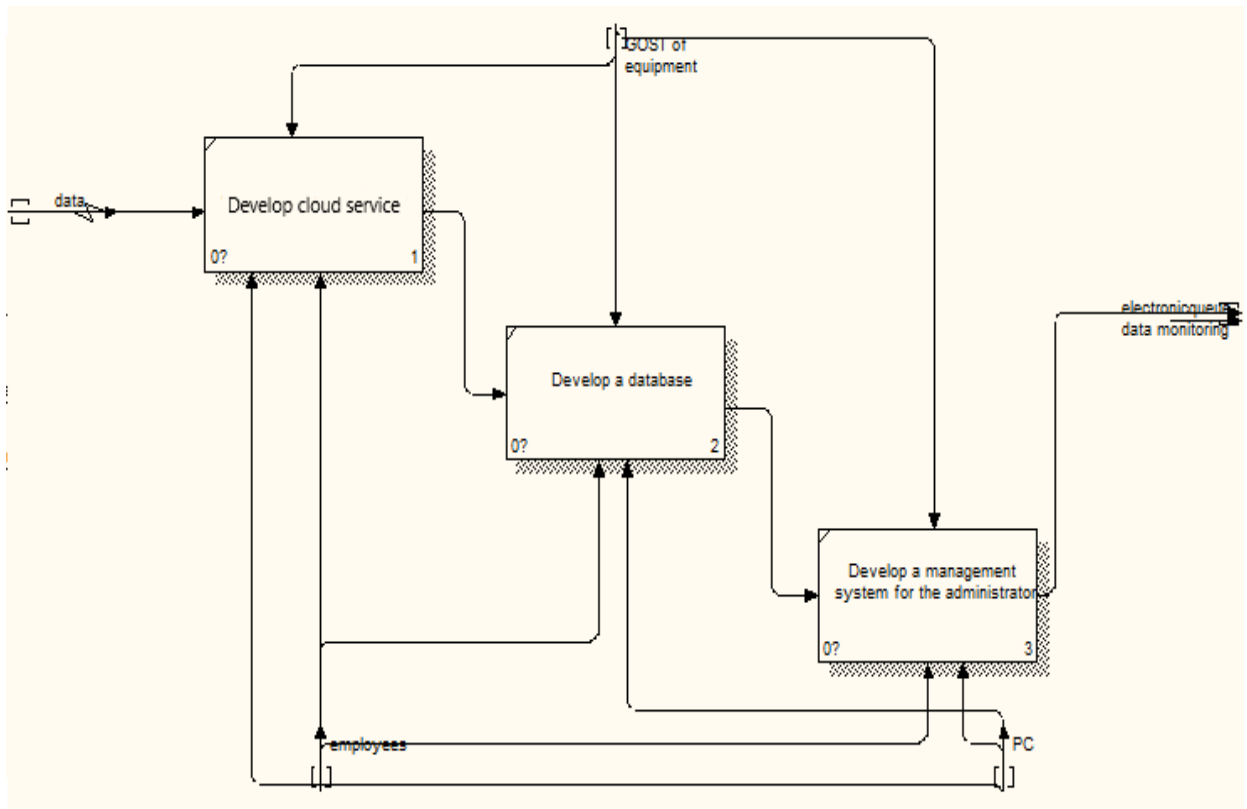 GOST of
equipment
data
Develop cloud service
0? 1
electronicqueue
data monitoring
Develop a database
0? 2
Develop a management
system for the administrator
0? 3
employees
PC